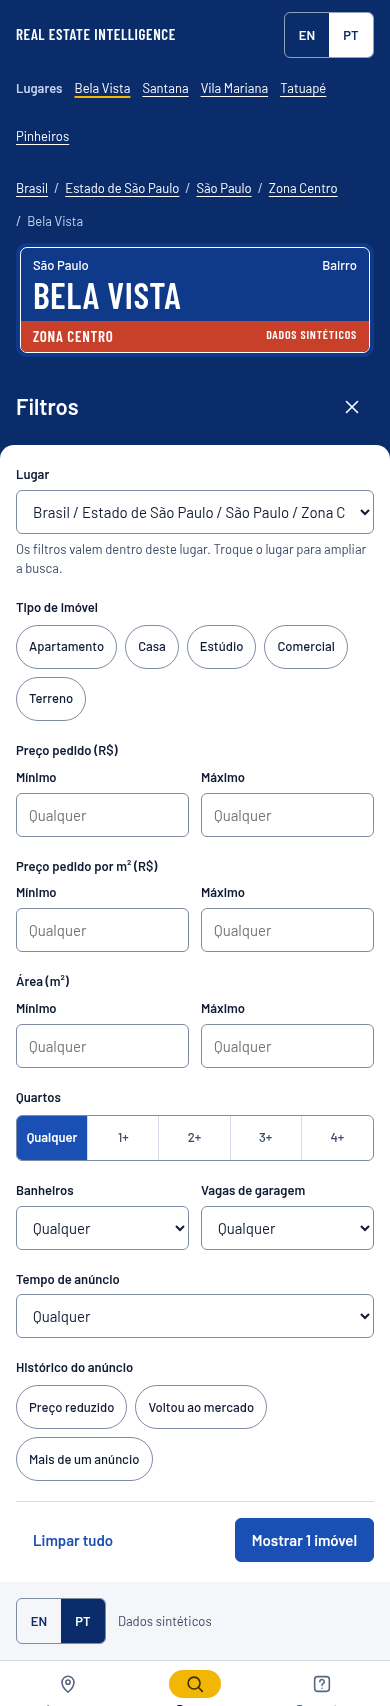 REAL ESTATE INTELLIGENCE
EN PT
Lugares Bela Vista Santana Vila Mariana Tatuapé
Pinheiros
Brasil / Estado de São Paulo / São Paulo / Zona Centro
/ Bela Vista
São Paulo Bairro
BELA VISTA
ZONA CENTRO DADOS SINTÉTICOS
Filtros
Lugar
Brasil / Estado de São Paulo / São Paulo / Zona C
Os filtros valem dentro deste lugar. Troque o lugar para ampliar
a busca.
Tipo de imóvel
Apartamento Casa Estúdio Comercial
Terreno
Preço pedido (R$)
Mínimo Máximo
Qualquer Qualquer
Preço pedido por m² (R$)
Mínimo Máximo
Qualquer Qualquer
Área (m²)
Mínimo Máximo
Qualquer Qualquer
Quartos
Qualquer 1+ 2+ 3+ 4+
Banheiros Vagas de garagem
Qualquer Qualquer
Tempo de anúncio
Qualquer
Histórico do anúncio
Preço reduzido Voltou ao mercado
Mais de um anúncio
Limpar tudo Mostrar 1 imóvel
EN PT Dados sintéticos